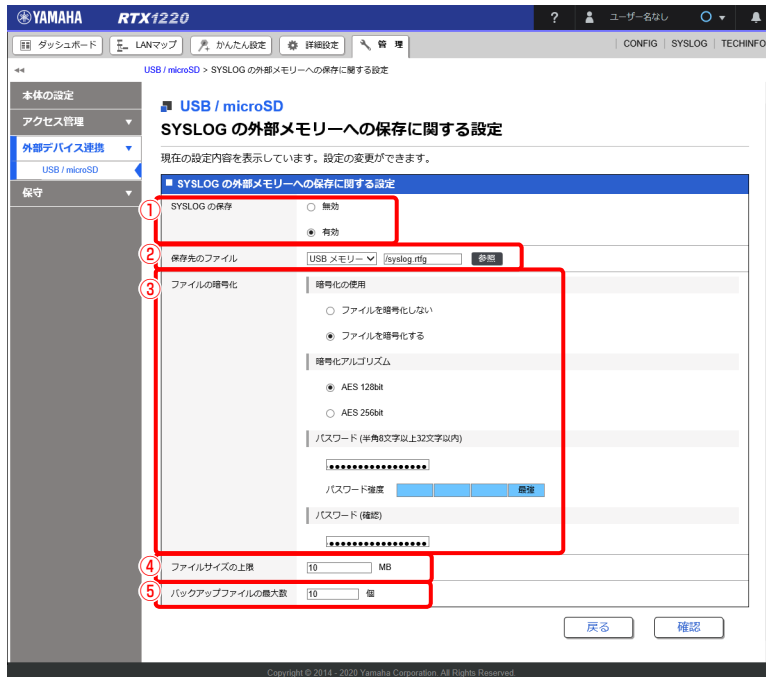 YAMAHA RTX1220 ? ユーザー名なし
ダッシュボード LANマップ かんたん設定 詳細設定 管 理 CONFIG SYSLOG TECHINFO
USB / microSD > SYSLOG の外部メモリーへの保存に関する設定
本体の設定
アクセス管理
外部デバイス連携
USB / microSD
保守
USB / microSD
SYSLOG の外部メモリーへの保存に関する設定
現在の設定内容を表示しています。設定の変更ができます。
SYSLOG の外部メモリーへの保存に関する設定
① SYSLOG の保存 無効
有効
② 保存先のファイル USB メモリー /syslog.rtfg 参照
③ ファイルの暗号化 暗号化の使用
ファイルを暗号化しない
ファイルを暗号化する
暗号化アルゴリズム
AES 128bit
AES 256bit
パスワード (半角8文字以上32文字以内)
●●●●●●●●●●●●●●●●●
パスワード強度 最強
パスワード (確認)
●●●●●●●●●●●●●●●●●
④ ファイルサイズの上限 10 MB
⑤ バックアップファイルの最大数 10 個
戻る 確認
Copyright © 2014 - 2020 Yamaha Corporation. All Rights Reserved.